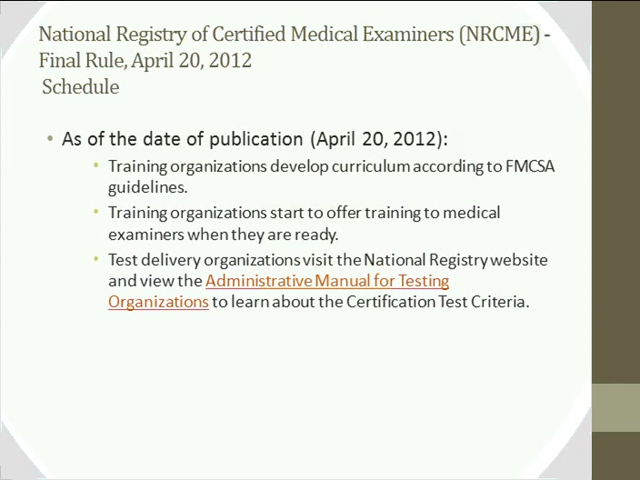 National Registry of Certified Medical Examiners (NRCME) -
Final Rule, April 20, 2012
Schedule
• As of the date of publication (April 20, 2012):
• Training organizations develop curriculum according to FMCSA
guidelines.
• Training organizations start to offer training to medical
examiners when they are ready.
• Test delivery organizations visit the National Registry website
and view the Administrative Manual for Testing
Organizations to learn about the Certification Test Criteria.